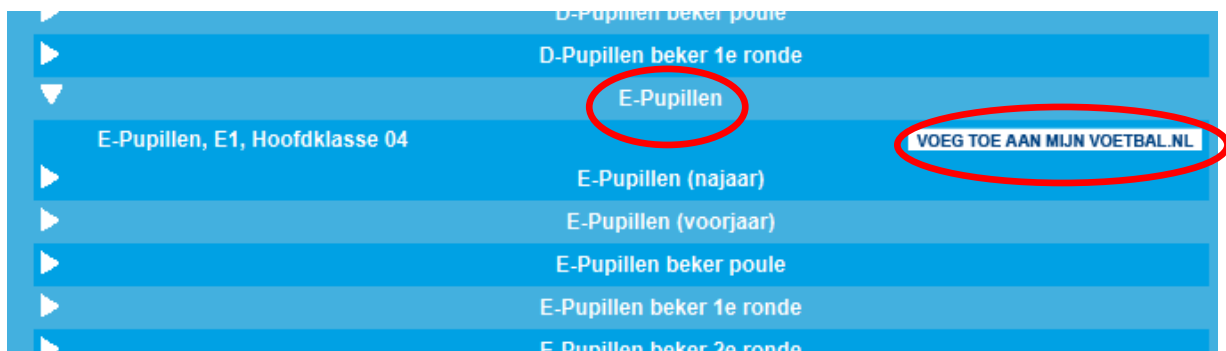 D-Pupillen beker poule
D-Pupillen beker 1e ronde
E-Pupillen
E-Pupillen, E1, Hoofdklasse 04 VOEG TOE AAN MIJN VOETBAL.NL
E-Pupillen (najaar)
E-Pupillen (voorjaar)
E-Pupillen beker poule
E-Pupillen beker 1e ronde
E-Pupillen beker 2e ronde